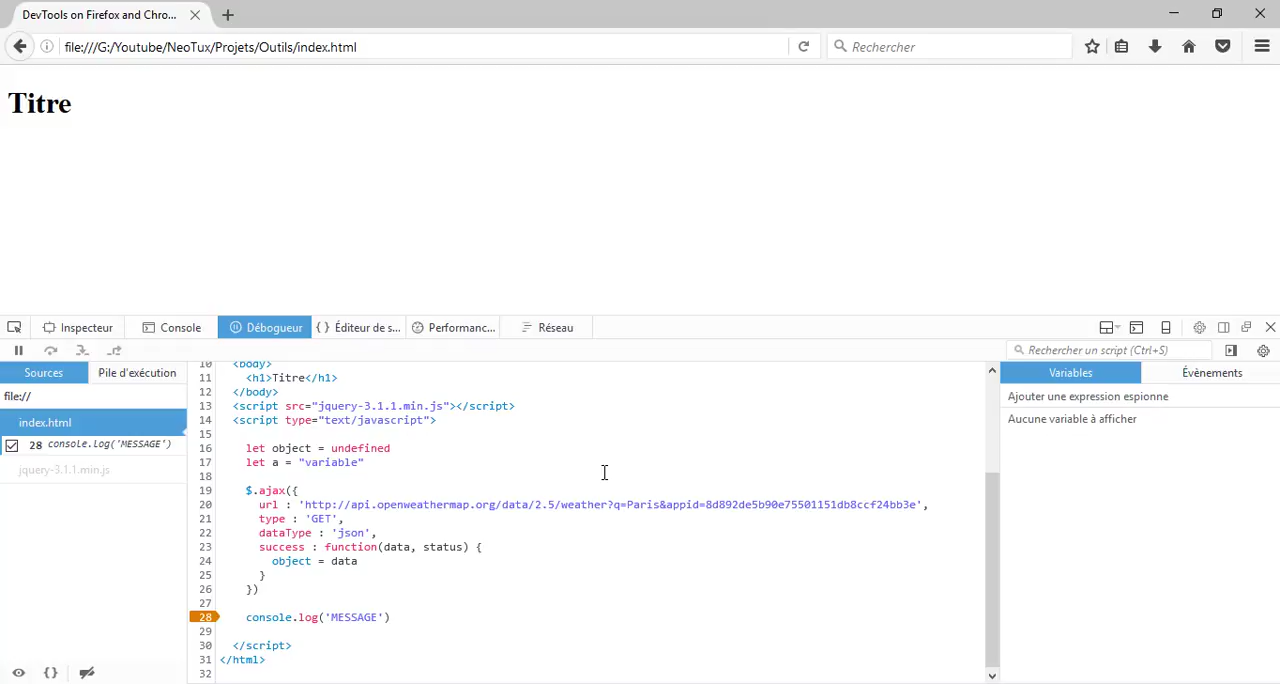 DevTools on Firefox and Chro...
file:///G:/Youtube/NeoTux/Projets/Outils/index.html
Rechercher
Titre
Inspecteur
Console
Débogueur
{ } Éditeur de s...
Performanc...
Réseau
Rechercher un script (Ctrl+S)
Sources
Pile d'exécution
file://
index.html
28 console.log('MESSAGE')
jquery-3.1.1.min.js
10 <body>
11 <h1>Titre</h1>
12 </body>
13 <script src="jquery-3.1.1.min.js"></script>
14 <script type="text/javascript">
15
16 let object = undefined
17 let a = "variable"
18
19 $.ajax({
20 url : 'http://api.openweathermap.org/data/2.5/weather?q=Paris&appid=8d892de5b90e75501151db8ccf24bb3e',
21 type : 'GET',
22 dataType : 'json',
23 success : function(data, status) {
24 object = data
25 }
26 })
27
28 console.log('MESSAGE')
29
30 </script>
31 </html>
32
Variables
Évènements
Ajouter une expression espionne
Aucune variable à afficher